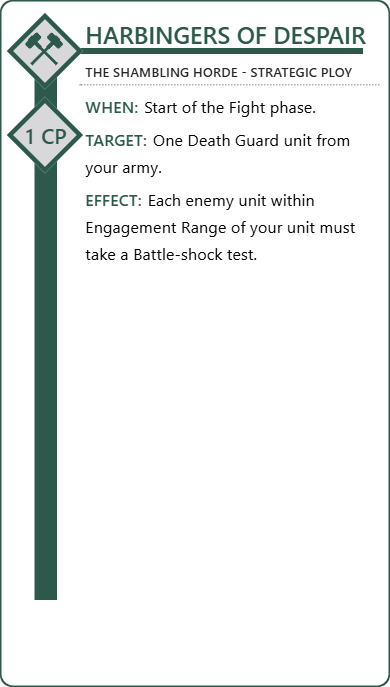 HARBINGERS OF DESPAIR
THE SHAMBLING HORDE - STRATEGIC PLOY
1 CP
WHEN: Start of the Fight phase.
TARGET: One Death Guard unit from
your army.
EFFECT: Each enemy unit within
Engagement Range of your unit must
take a Battle-shock test.